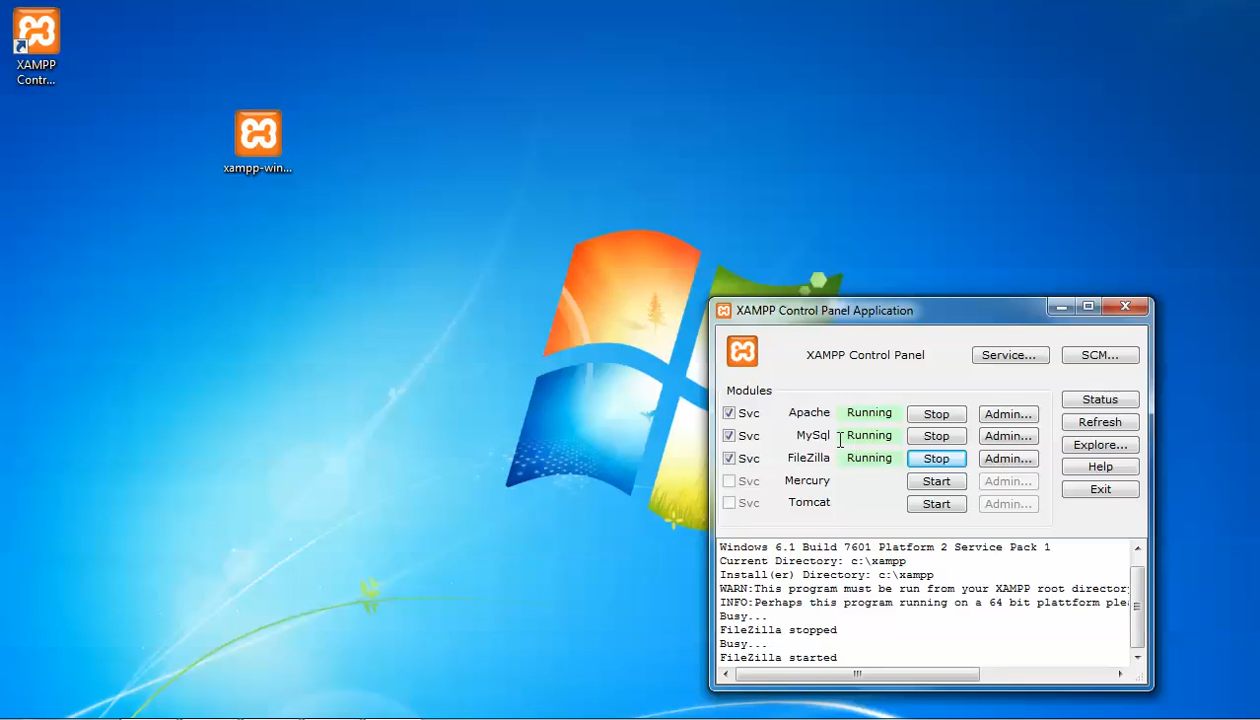 XAMPP
Contr...
xampp-win...
XAMPP Control Panel Application
XAMPP Control Panel
Service...
SCM...
Modules
Svc Apache Running Stop Admin...
Svc MySql Running Stop Admin...
Svc FileZilla Running Stop Admin...
Svc Mercury Start Admin...
Svc Tomcat Start Admin...
Status
Refresh
Explore...
Help
Exit
Windows 6.1 Build 7601 Platform 2 Service Pack 1
Current Directory: c:\xampp
Install(er) Directory: c:\xampp
WARN:This program must be run from your XAMPP root directory
INFO:Perhaps this program running on a 64 bit plattform ple
Busy...
FileZilla stopped
Busy...
FileZilla started